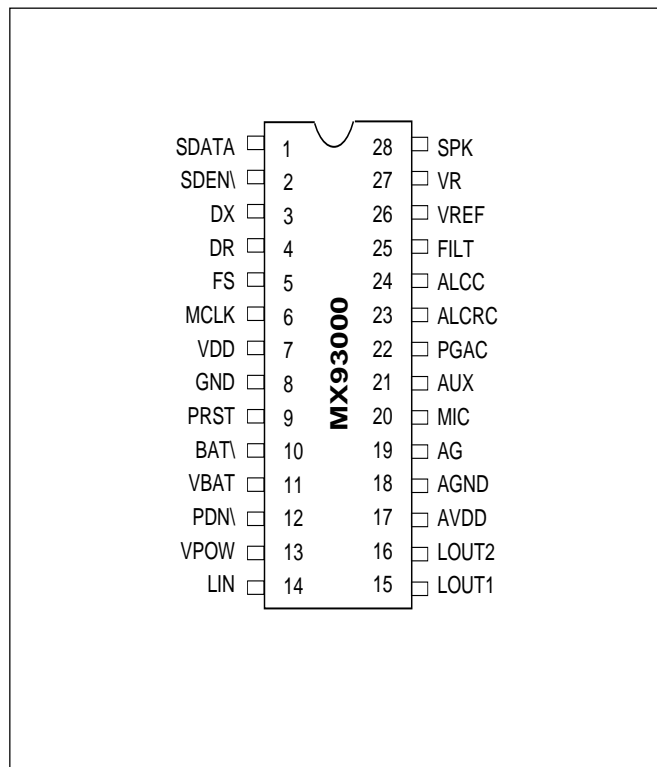 SDATA 1 28 SPK
SDEN\ 2 27 VR
DX 3 26 VREF
DR 4 25 FILT
FS 5 24 ALCC
MCLK 6 23 ALCRC
VDD 7 22 PGAC
GND 8 21 AUX
PRST 9 20 MIC
BAT\ 10 19 AG
VBAT 11 18 AGND
PDN\ 12 17 AVDD
VPOW 13 16 LOUT2
LIN 14 15 LOUT1
MX93000